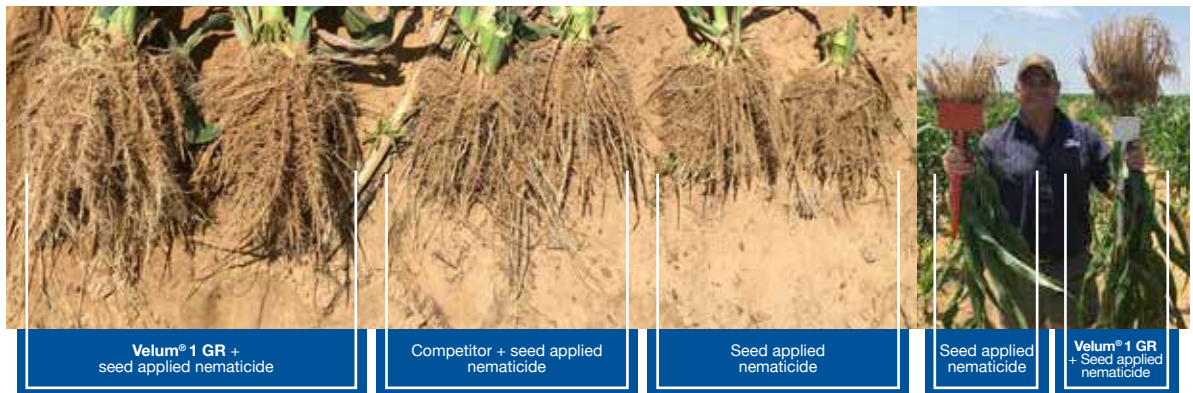 Velum® 1 GR +
seed applied nematicide
Competitor + seed applied
nematicide
Seed applied
nematicide
Seed applied
nematicide
Velum® 1 GR
+ Seed applied
nematicide